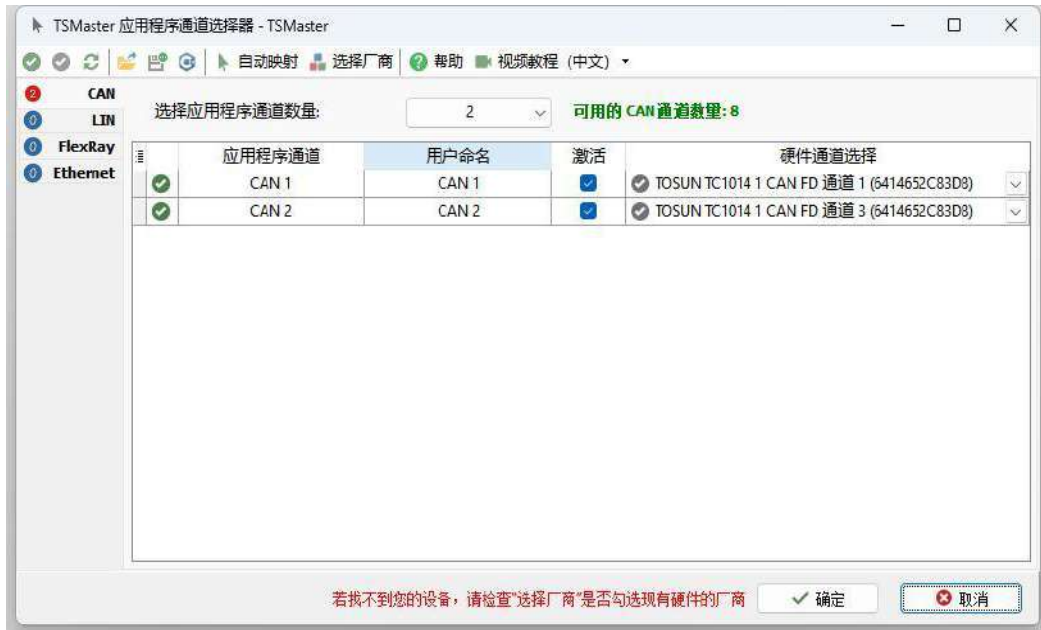 TSMaster 应用程序通道选择器 - TSMaster
自动映射 选择厂商 帮助 视频教程 (中文)
2 CAN
0 LIN
0 FlexRay
0 Ethernet
选择应用程序通道数量: 2 可用的 CAN 通道数量: 8
应用程序通道 用户命名 激活 硬件通道选择
CAN 1 CAN 1 TOSUN TC1014 1 CAN FD 通道 1 (6414652C83D8)
CAN 2 CAN 2 TOSUN TC1014 1 CAN FD 通道 3 (6414652C83D8)
若找不到您的设备，请检查"选择厂商"是否勾选现有硬件的厂商 确定 取消